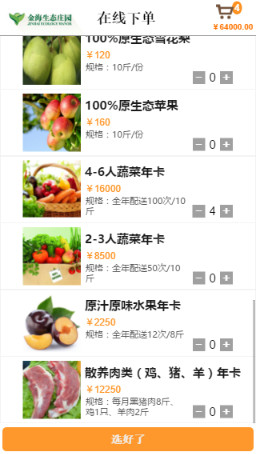 金海生态庄园
在线下单
4
￥64000.00
100%原生态雪花梨
￥120
规格：10斤/份
0
100%原生态苹果
￥160
规格：10斤/份
0
4-6人蔬菜年卡
￥16000
规格：全年配送100次/10
斤
4
2-3人蔬菜年卡
￥8500
规格：全年配送50次/10
斤
0
原汁原味水果年卡
￥2250
规格：全年配送12次/8斤
0
散养肉类（鸡、猪、羊）年卡
￥12250
规格：每月黑猪肉8斤、
鸡1只、羊肉2斤
0
选好了